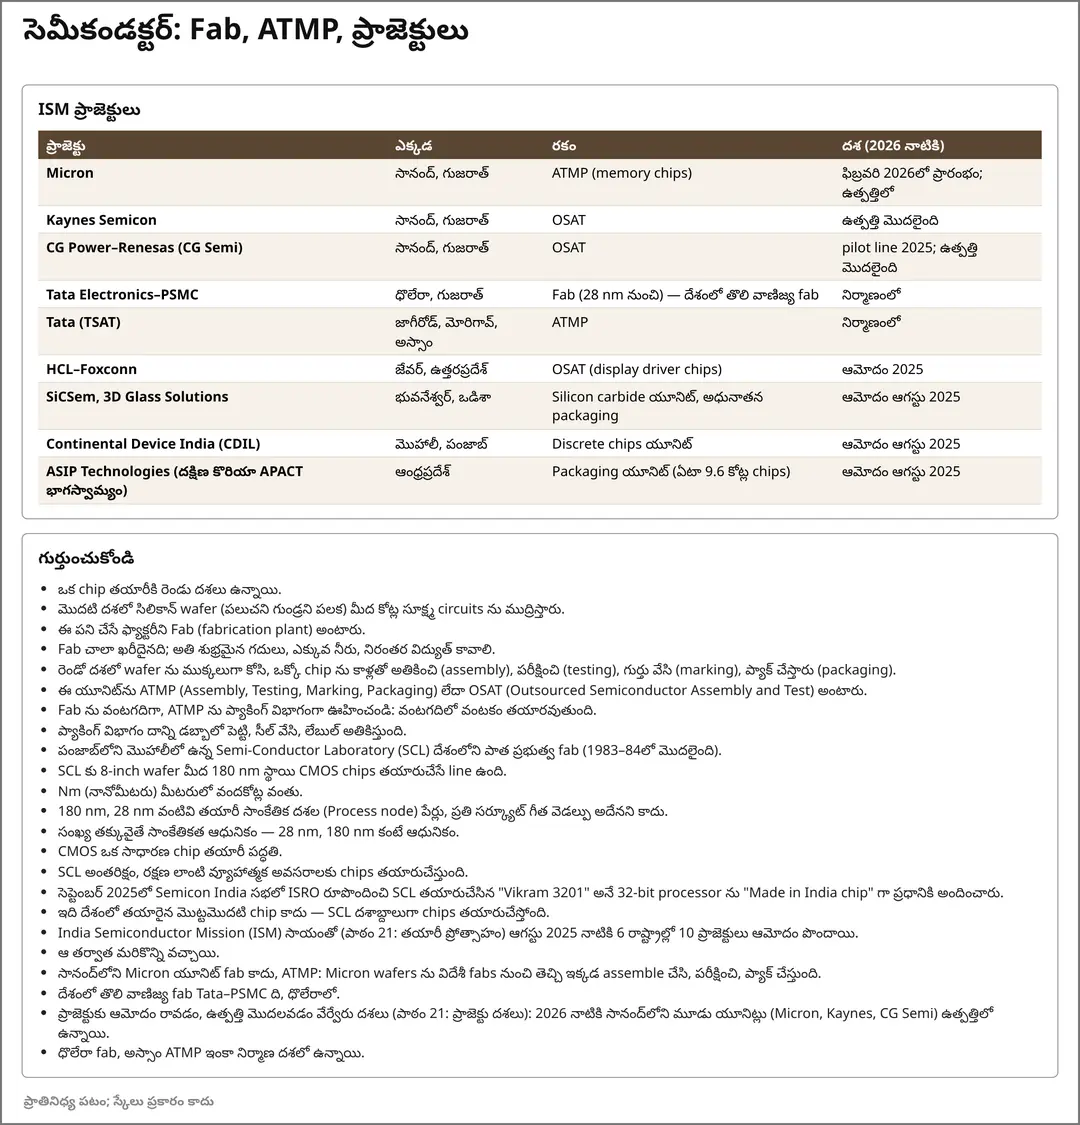 సెమీకండక్టర్: Fab, ATMP, ప్రాజెక్టులు
ISM ప్రాజెక్టులు
ప్రాజెక్టు ఎక్కడ రకం దశ (2026 నాటికి)
Micron సానంద్, గుజరాత్ ATMP (memory chips) ఫిబ్రవరి 2026లో ప్రారంభం;
ఉత్పత్తిలో
Kaynes Semicon సానంద్, గుజరాత్ OSAT ఉత్పత్తి మొదలైంది
CG Power–Renesas (CG Semi) సానంద్, గుజరాత్ OSAT pilot line 2025; ఉత్పత్తి
మొదలైంది
Tata Electronics–PSMC ధొలేరా, గుజరాత్ Fab (28 nm నుంచి) — దేశంలో తొలి వాణిజ్య fab నిర్మాణంలో
Tata (TSAT) జాగీరోడ్, మోరిగావ్, ATMP నిర్మాణంలో
అస్సాం
HCL–Foxconn జేవర్, ఉత్తరప్రదేశ్ OSAT (display driver chips) ఆమోదం 2025
SiCSem, 3D Glass Solutions భువనేశ్వర్, ఒడిశా Silicon carbide యూనిట్, అధునాతన ఆమోదం ఆగస్టు 2025
packaging
Continental Device India (CDIL) మొహాలీ, పంజాబ్ Discrete chips యూనిట్ ఆమోదం ఆగస్టు 2025
ASIP Technologies (దక్షిణ కొరియా APACT ఆంధ్రప్రదేశ్ Packaging యూనిట్ (ఏటా 9.6 కోట్ల chips) ఆమోదం ఆగస్టు 2025
భాగస్వామ్యం)
గుర్తుంచుకోండి
• ఒక chip తయారీకి రెండు దశలు ఉన్నాయి.
• మొదటి దశలో సిలికాన్ wafer (పలుచని గుండ్రని పలక) మీద కోట్ల సూక్ష్మ circuits ను ముద్రిస్తారు.
• ఈ పని చేసే ఫ్యాక్టరీని Fab (fabrication plant) అంటారు.
• Fab చాలా ఖరీదైనది; అతి శుభ్రమైన గదులు, ఎక్కువ నీరు, నిరంతర విద్యుత్ కావాలి.
• రెండో దశలో wafer ను ముక్కలుగా కోసి, ఒక్కో chip ను కాళ్లతో అతికించి (assembly), పరీక్షించి (testing), గుర్తు వేసి (marking), ప్యాక్ చేస్తారు (packaging).
• ఈ యూనిట్‌ను ATMP (Assembly, Testing, Marking, Packaging) లేదా OSAT (Outsourced Semiconductor Assembly and Test) అంటారు.
• Fab ను వంటగదిగా, ATMP ను ప్యాకింగ్ విభాగంగా ఊహించండి: వంటగదిలో వంటకం తయారవుతుంది.
• ప్యాకింగ్ విభాగం దాన్ని డబ్బాలో పెట్టి, సీల్ వేసి, లేబుల్ అతికిస్తుంది.
• పంజాబ్‌లోని మొహాలీలో ఉన్న Semi-Conductor Laboratory (SCL) దేశంలోని పాత ప్రభుత్వ fab (1983–84లో మొదలైంది).
• SCL కు 8-inch wafer మీద 180 nm స్థాయి CMOS chips తయారుచేసే line ఉంది.
• Nm (నానోమీటరు) మీటరులో వందకోట్ల వంతు.
• 180 nm, 28 nm వంటివి తయారీ సాంకేతిక దశల (Process node) పేర్లు, ప్రతి సర్క్యూట్ గీత వెడల్పు అదేనని కాదు.
• సంఖ్య తక్కువైతే సాంకేతికత ఆధునికం — 28 nm, 180 nm కంటే ఆధునికం.
• CMOS ఒక సాధారణ chip తయారీ పద్ధతి.
• SCL అంతరిక్షం, రక్షణ లాంటి వ్యూహాత్మక అవసరాలకు chips తయారుచేస్తుంది.
• సెప్టెంబర్ 2025లో Semicon India సభలో ISRO రూపొందించి SCL తయారుచేసిన "Vikram 3201" అనే 32-bit processor ను "Made in India chip" గా ప్రధానికి అందించారు.
• ఇది దేశంలో తయారైన మొట్టమొదటి chip కాదు — SCL దశాబ్దాలుగా chips తయారుచేస్తోంది.
• India Semiconductor Mission (ISM) సాయంతో (పాఠం 21: తయారీ ప్రోత్సాహం) ఆగస్టు 2025 నాటికి 6 రాష్ట్రాల్లో 10 ప్రాజెక్టులు ఆమోదం పొందాయి.
• ఆ తర్వాత మరికొన్ని వచ్చాయి.
• సానంద్‌లోని Micron యూనిట్ fab కాదు, ATMP: Micron wafers ను విదేశీ fabs నుంచి తెచ్చి ఇక్కడ assemble చేసి, పరీక్షించి, ప్యాక్ చేస్తుంది.
• దేశంలో తొలి వాణిజ్య fab Tata–PSMC ది, ధొలేరాలో.
• ప్రాజెక్టుకు ఆమోదం రావడం, ఉత్పత్తి మొదలవడం వేర్వేరు దశలు (పాఠం 21: ప్రాజెక్టు దశలు): 2026 నాటికి సానంద్‌లోని మూడు యూనిట్లు (Micron, Kaynes, CG Semi) ఉత్పత్తిలో
ఉన్నాయి.
• ధొలేరా fab, అస్సాం ATMP ఇంకా నిర్మాణ దశలో ఉన్నాయి.
ప్రాతినిధ్య పటం; స్కేలు ప్రకారం కాదు